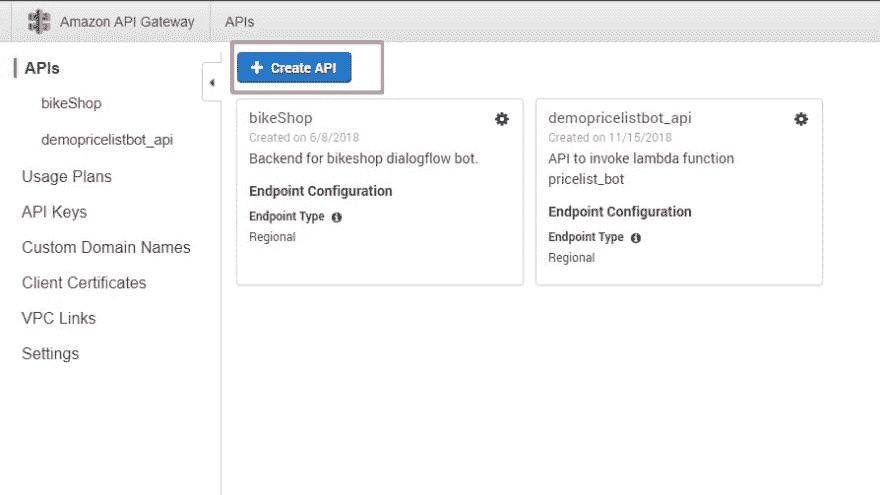 Amazon API Gateway
APIs
APIs
bikeShop
demopricelistbot_api
Usage Plans
API Keys
Custom Domain Names
Client Certificates
VPC Links
Settings
+ Create API
bikeShop
Created on 6/8/2018
Backend for bikeshop dialogflow bot.
Endpoint Configuration
Endpoint Type
Regional
demopricelistbot_api
Created on 11/15/2018
API to invoke lambda function
pricelist_bot
Endpoint Configuration
Endpoint Type
Regional